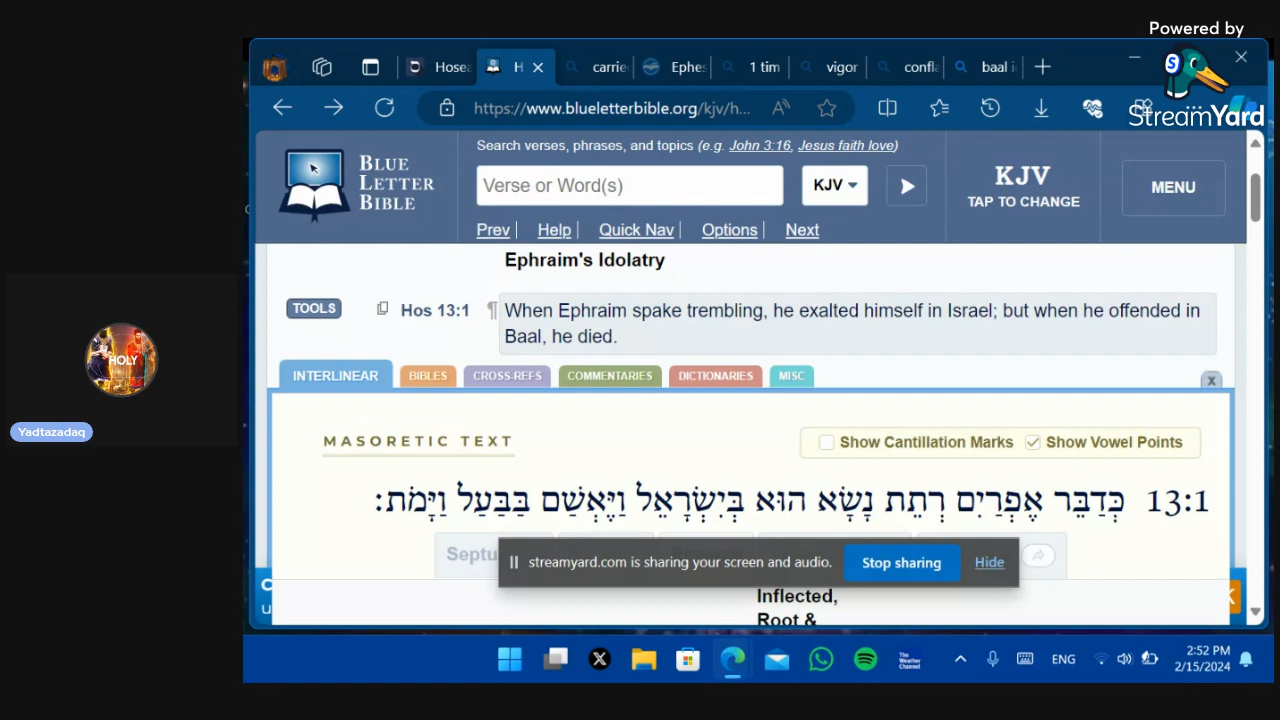 Powered by
StreamYard
Hosea
H
carrie
Ephe
1 tim
vigor
confla
baal i
https://www.blueletterbible.org/kjv/h...
BLUE
LETTER
BIBLE
Search verses, phrases, and topics (e.g. John 3:16, Jesus faith love)
Verse or Word(s)
KJV
KJV
TAP TO CHANGE
MENU
Prev
Help
Quick Nav
Options
Next
Ephraim's Idolatry
TOOLS
Hos 13:1
¶
When Ephraim spake trembling, he exalted himself in Israel; but when he offended in
Baal, he died.
INTERLINEAR
BIBLES
CROSS-REFS
COMMENTARIES
DICTIONARIES
MISC
x
MASORETIC TEXT
Show Cantillation Marks
Show Vowel Points
13:1 כְּדַבֵּר אֶפְרַיִם רְתֵת נָשָׂא הוּא בְּיִשְׂרָאֵל וַיֶּאְשַׁם בַּבַּעַל וַיָּמֹת׃
Septu
streamyard.com is sharing your screen and audio.
Stop sharing
Hide
Inflected,
Root &
HOLY
Yadtazadaq
The
Weather
Channel
ENG
2:52 PM
2/15/2024